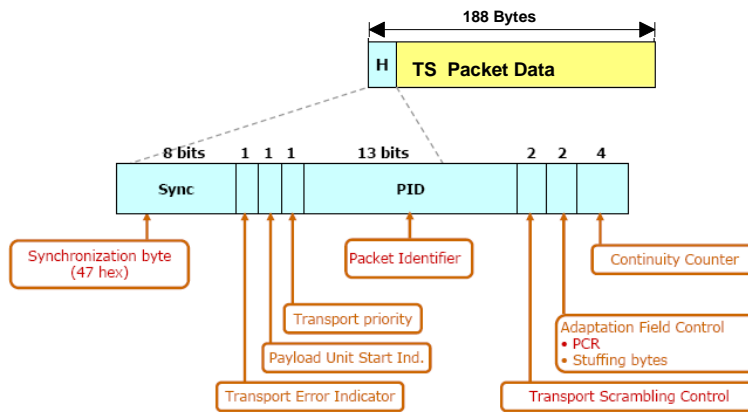 188 Bytes
H
TS Packet Data
8 bits 1 1 1 13 bits 2 2 4
Sync
PID
Synchronization byte
(47 hex)
Packet Identifier
Continuity Counter
Transport priority
Payload Unit Start Ind.
Transport Error Indicator
Adaptation Field Control
• PCR
• Stuffing bytes
Transport Scrambling Control